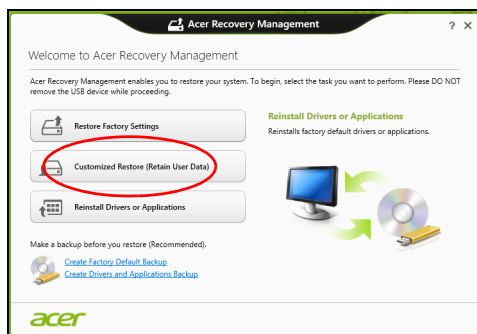 Acer Recovery Management
? ×
Welcome to Acer Recovery Management
Acer Recovery Management enables you to restore your system. To begin, select the task you want to perform. Please DO NOT
remove the USB device while proceeding.
Restore Factory Settings
Customized Restore (Retain User Data)
Reinstall Drivers or Applications
Reinstall Drivers or Applications
Reinstalls factory default drivers or applications.
Make a backup before you restore (Recommended).
Create Factory Default Backup
Create Drivers and Applications Backup
acer